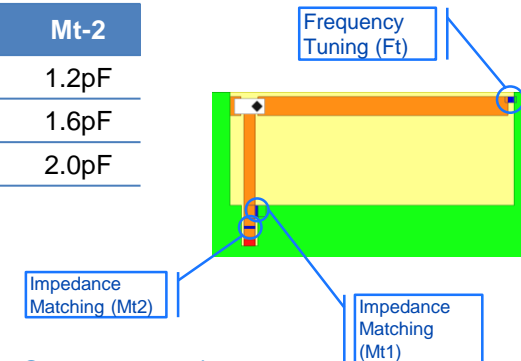 Mt-2
1.2pF
1.6pF
2.0pF
Frequency
Tuning (Ft)
Impedance
Matching (Mt2)
Impedance
Matching
(Mt1)